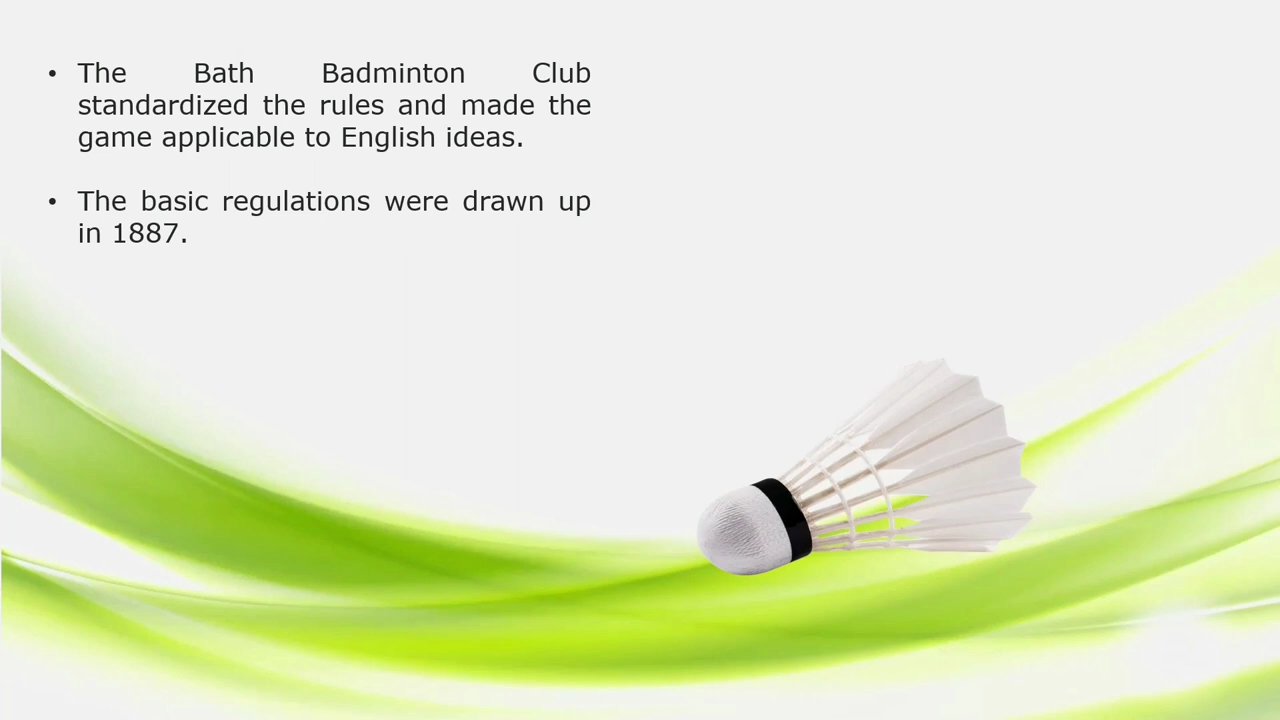 • The Bath Badminton Club
standardized the rules and made the
game applicable to English ideas.
• The basic regulations were drawn up
in 1887.